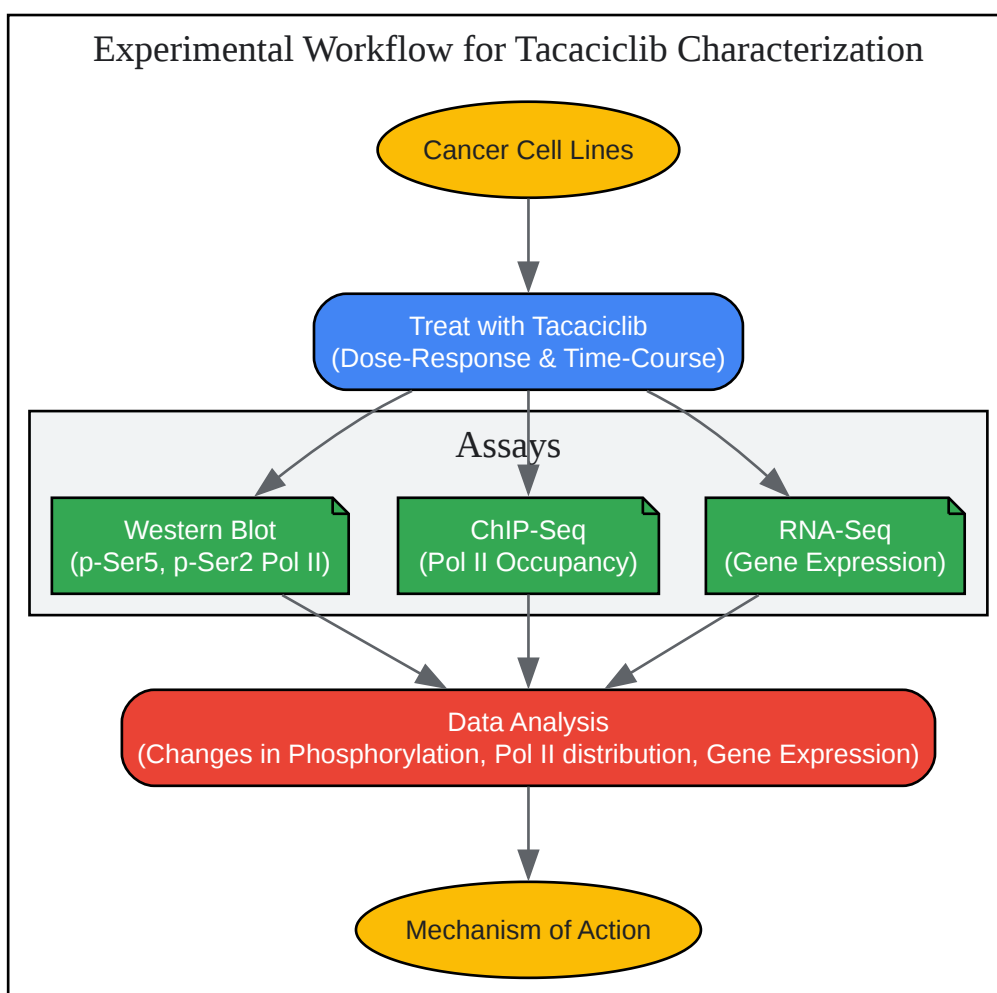 Experimental Workflow for Tacaciclib Characterization
Cancer Cell Lines
Treat with Tacaciclib
(Dose-Response & Time-Course)
Assays
Western Blot
(p-Ser5, p-Ser2 Pol II)
ChIP-Seq
(Pol II Occupancy)
RNA-Seq
(Gene Expression)
Data Analysis
(Changes in Phosphorylation, Pol II distribution, Gene Expression)
Mechanism of Action